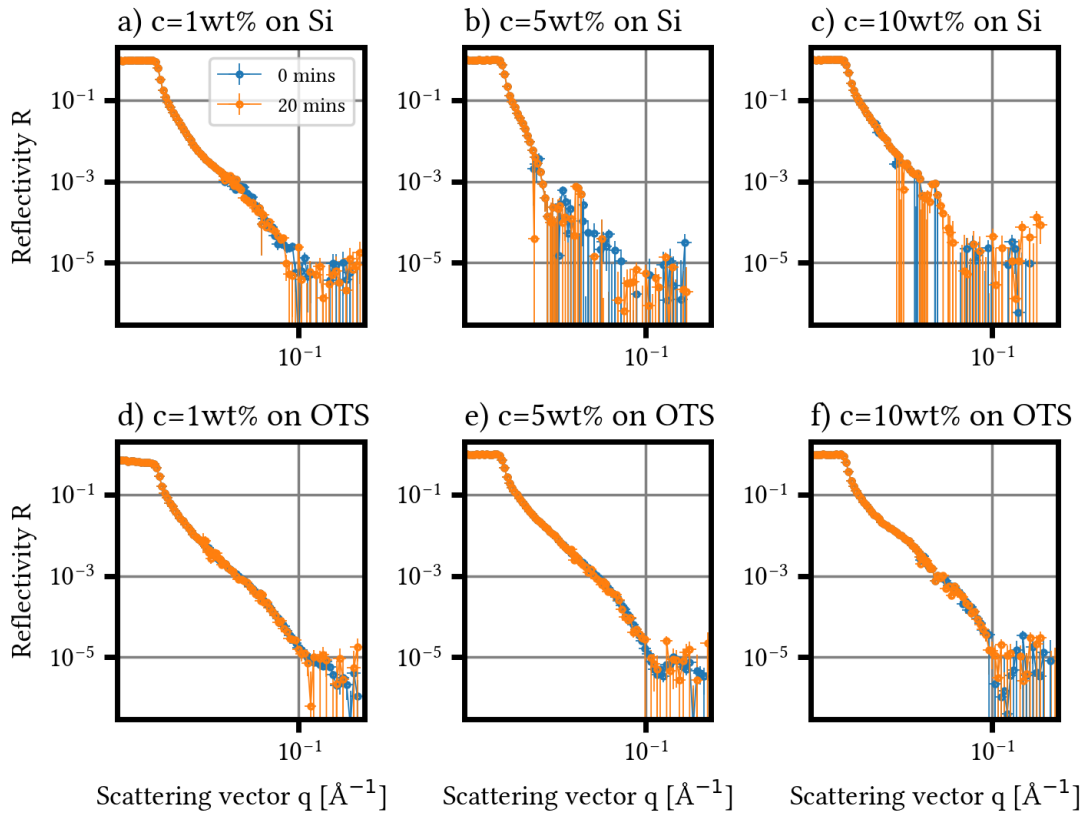 a) c=1wt% on Si
b) c=5wt% on Si
c) c=10wt% on Si
0 mins
20 mins
Reflectivity R
10⁻¹
10⁻³
10⁻⁵
10⁻¹
10⁻¹
10⁻³
10⁻⁵
10⁻¹
10⁻¹
10⁻³
10⁻⁵
10⁻¹
d) c=1wt% on OTS
e) c=5wt% on OTS
f) c=10wt% on OTS
Reflectivity R
10⁻¹
10⁻³
10⁻⁵
10⁻¹
10⁻¹
10⁻³
10⁻⁵
10⁻¹
10⁻¹
10⁻³
10⁻⁵
10⁻¹
Scattering vector q [Å⁻¹]
Scattering vector q [Å⁻¹]
Scattering vector q [Å⁻¹]